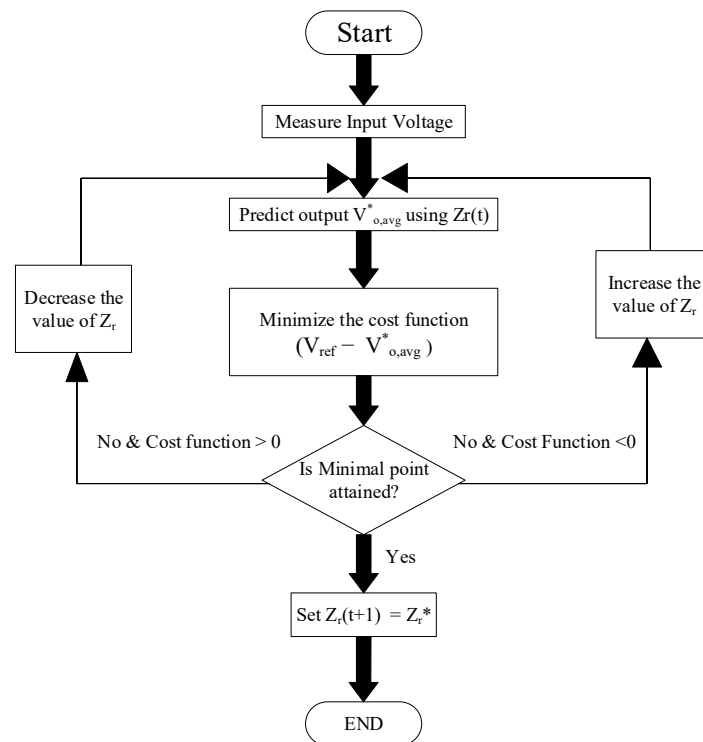 Start
Measure Input Voltage
Predict output V*o,avg using Zr(t)
Decrease the
value of Zr
Increase the
value of Zr
Minimize the cost function
(Vref − V*o,avg )
No & Cost function > 0
No & Cost Function <0
Is Minimal point
attained?
Yes
Set Zr(t+1) = Zr*
END